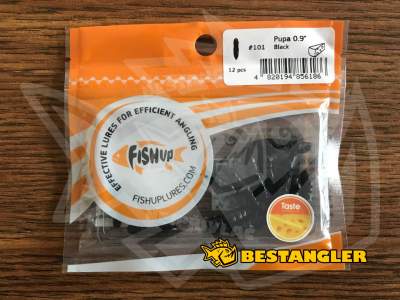 #101
Pupa 0.9"
Black
12 pcs
4 820194 856186
EFFECTIVE LURES FOR EFFICIENT ANGLING
FISHUP
FISHUPLURES.COM
Taste
BESTANGLER